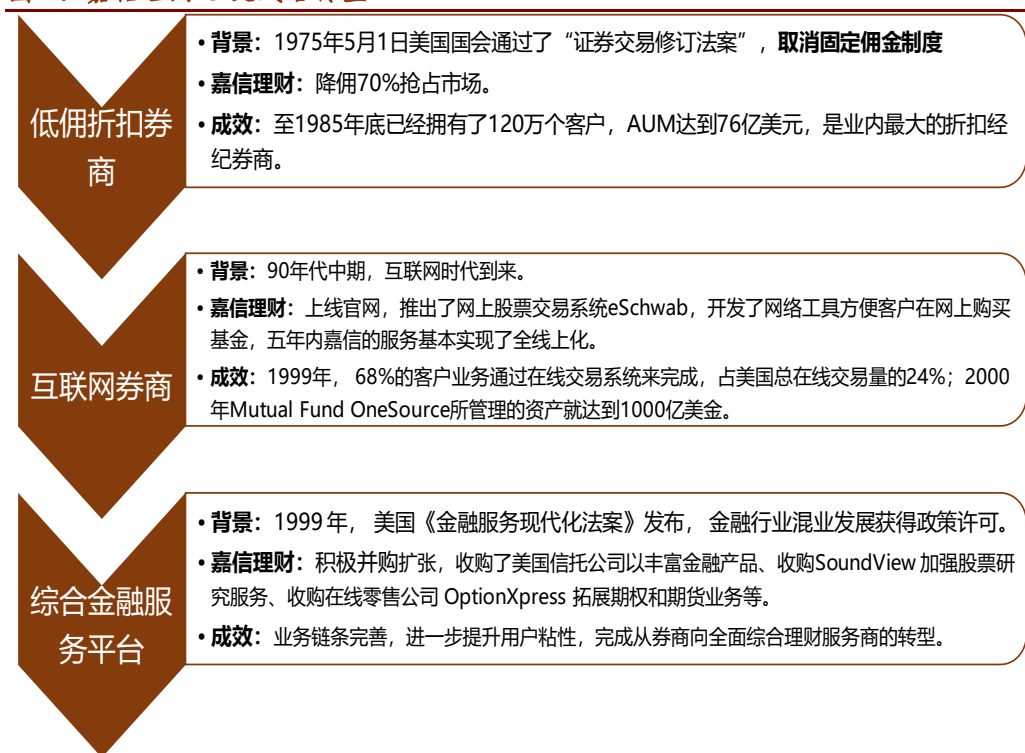 低佣折扣券
商
• 背景：1975年5月1日美国国会通过了“证券交易修订法案”，取消固定佣金制度
• 嘉信理财：降佣70%抢占市场。
• 成效：至1985年底已经拥有了120万个客户，AUM达到76亿美元，是业内最大的折扣经
纪券商。
互联网券商
• 背景：90年代中期，互联网时代到来。
• 嘉信理财：上线官网，推出了网上股票交易系统eSchwab，开发了网络工具方便客户在网上购买
基金，五年内嘉信的服务基本实现了全线上化。
• 成效：1999年， 68%的客户业务通过在线交易系统来完成，占美国总在线交易量的24%；2000
年Mutual Fund OneSource所管理的资产就达到1000亿美金。
综合金融服
务平台
• 背景：1999 年， 美国《金融服务现代化法案》发布， 金融行业混业发展获得政策许可。
• 嘉信理财：积极并购扩张，收购了美国信托公司以丰富金融产品、收购SoundView 加强股票研
究服务、收购在线零售公司 OptionXpress 拓展期权和期货业务等。
• 成效：业务链条完善，进一步提升用户粘性，完成从券商向全面综合理财服务商的转型。